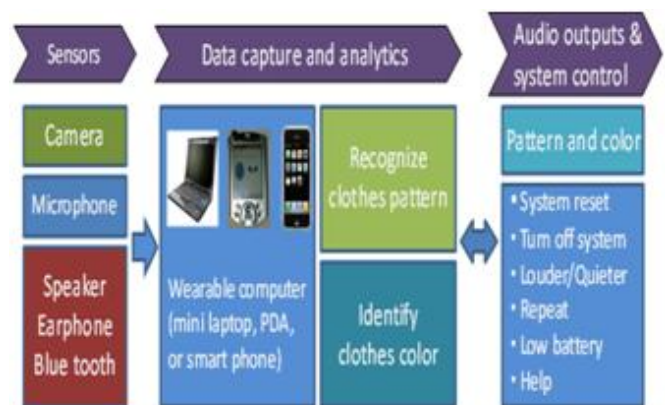 Sensors
Data capture and analytics
Audio outputs &
system control
Camera
Microphone
Speaker
Earphone
Blue tooth
Wearable computer
(mini laptop, PDA,
or smart phone)
Recognize
clothes pattern
Identify
clothes color
Pattern and color
• System reset
• Turn off system
• Louder/Quieter
• Repeat
• Low battery
• Help